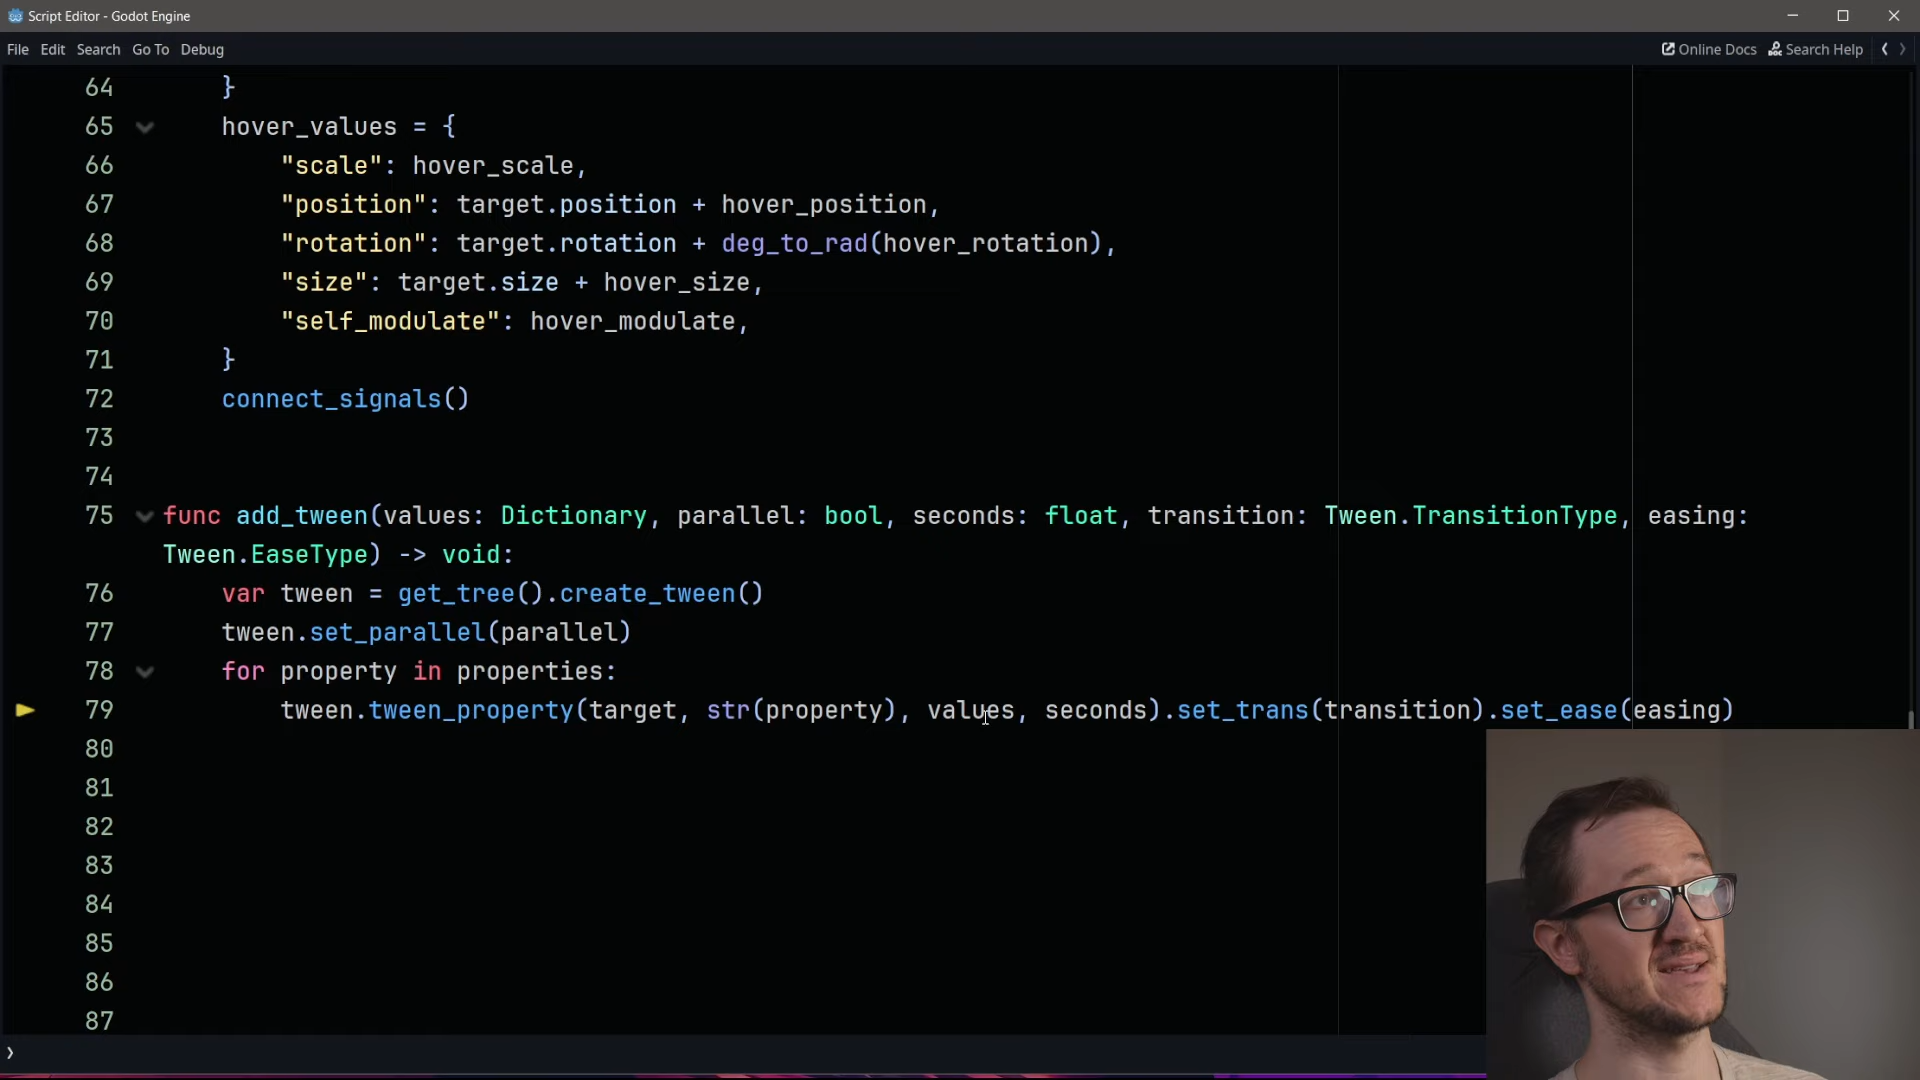 Script Editor - Godot Engine
File Edit Search Go To Debug
Online Docs Search Help
64 }
65 hover_values = {
66 "scale": hover_scale,
67 "position": target.position + hover_position,
68 "rotation": target.rotation + deg_to_rad(hover_rotation),
69 "size": target.size + hover_size,
70 "self_modulate": hover_modulate,
71 }
72 connect_signals()
73
74
75 func add_tween(values: Dictionary, parallel: bool, seconds: float, transition: Tween.TransitionType, easing:
Tween.EaseType) -> void:
76 var tween = get_tree().create_tween()
77 tween.set_parallel(parallel)
78 for property in properties:
79 tween.tween_property(target, str(property), values, seconds).set_trans(transition).set_ease(easing)
80
81
82
83
84
85
86
87